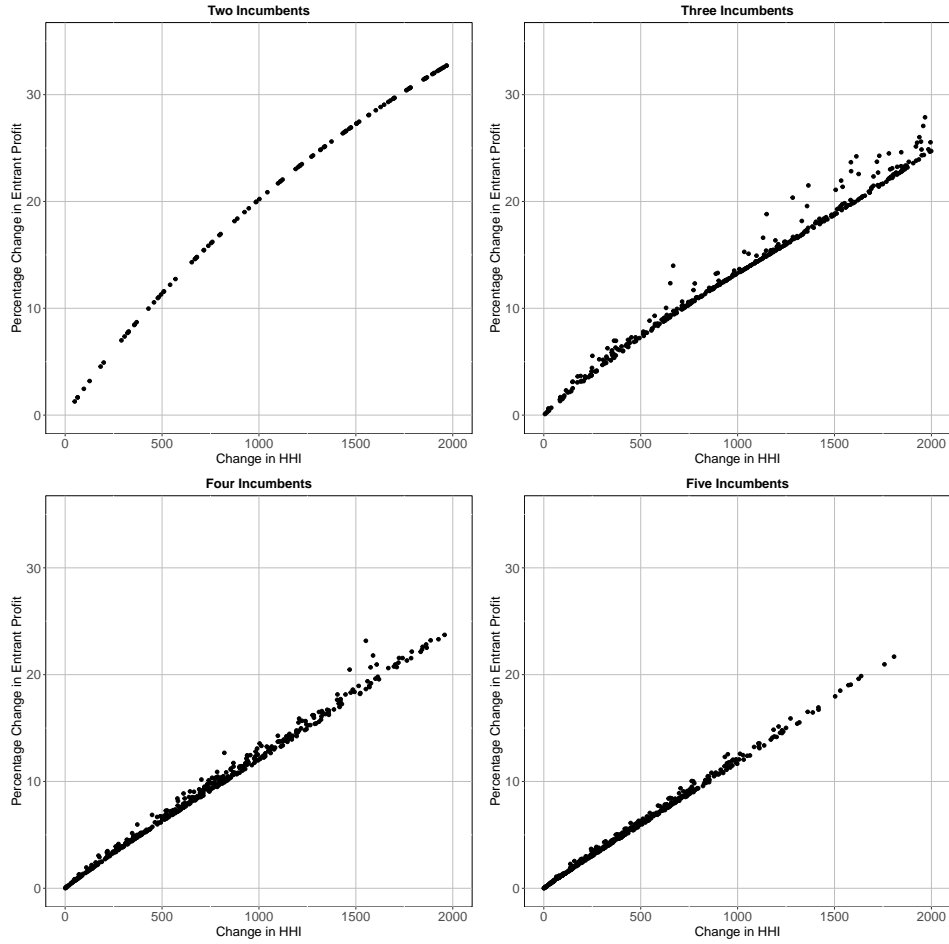 Two Incumbents
Percentage Change in Entrant Profit
30
20
10
0
0 500 1000 1500 2000
Change in HHI
Three Incumbents
Percentage Change in Entrant Profit
30
20
10
0
0 500 1000 1500 2000
Change in HHI
Four Incumbents
Percentage Change in Entrant Profit
30
20
10
0
0 500 1000 1500 2000
Change in HHI
Five Incumbents
Percentage Change in Entrant Profit
30
20
10
0
0 500 1000 1500 2000
Change in HHI